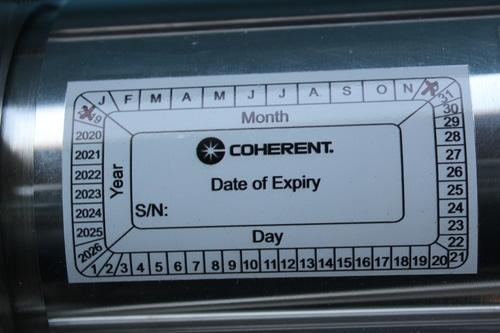 J F M A M J J A S O N
Month
2019
2020
2021
2022
2023
2024
2025
2026
Year
COHERENT.
Date of Expiry
S/N:
Day
31
30
29
28
27
26
25
24
23
22
21
1 2 3 4 5 6 7 8 9 10 11 12 13 14 15 16 17 18 19 20